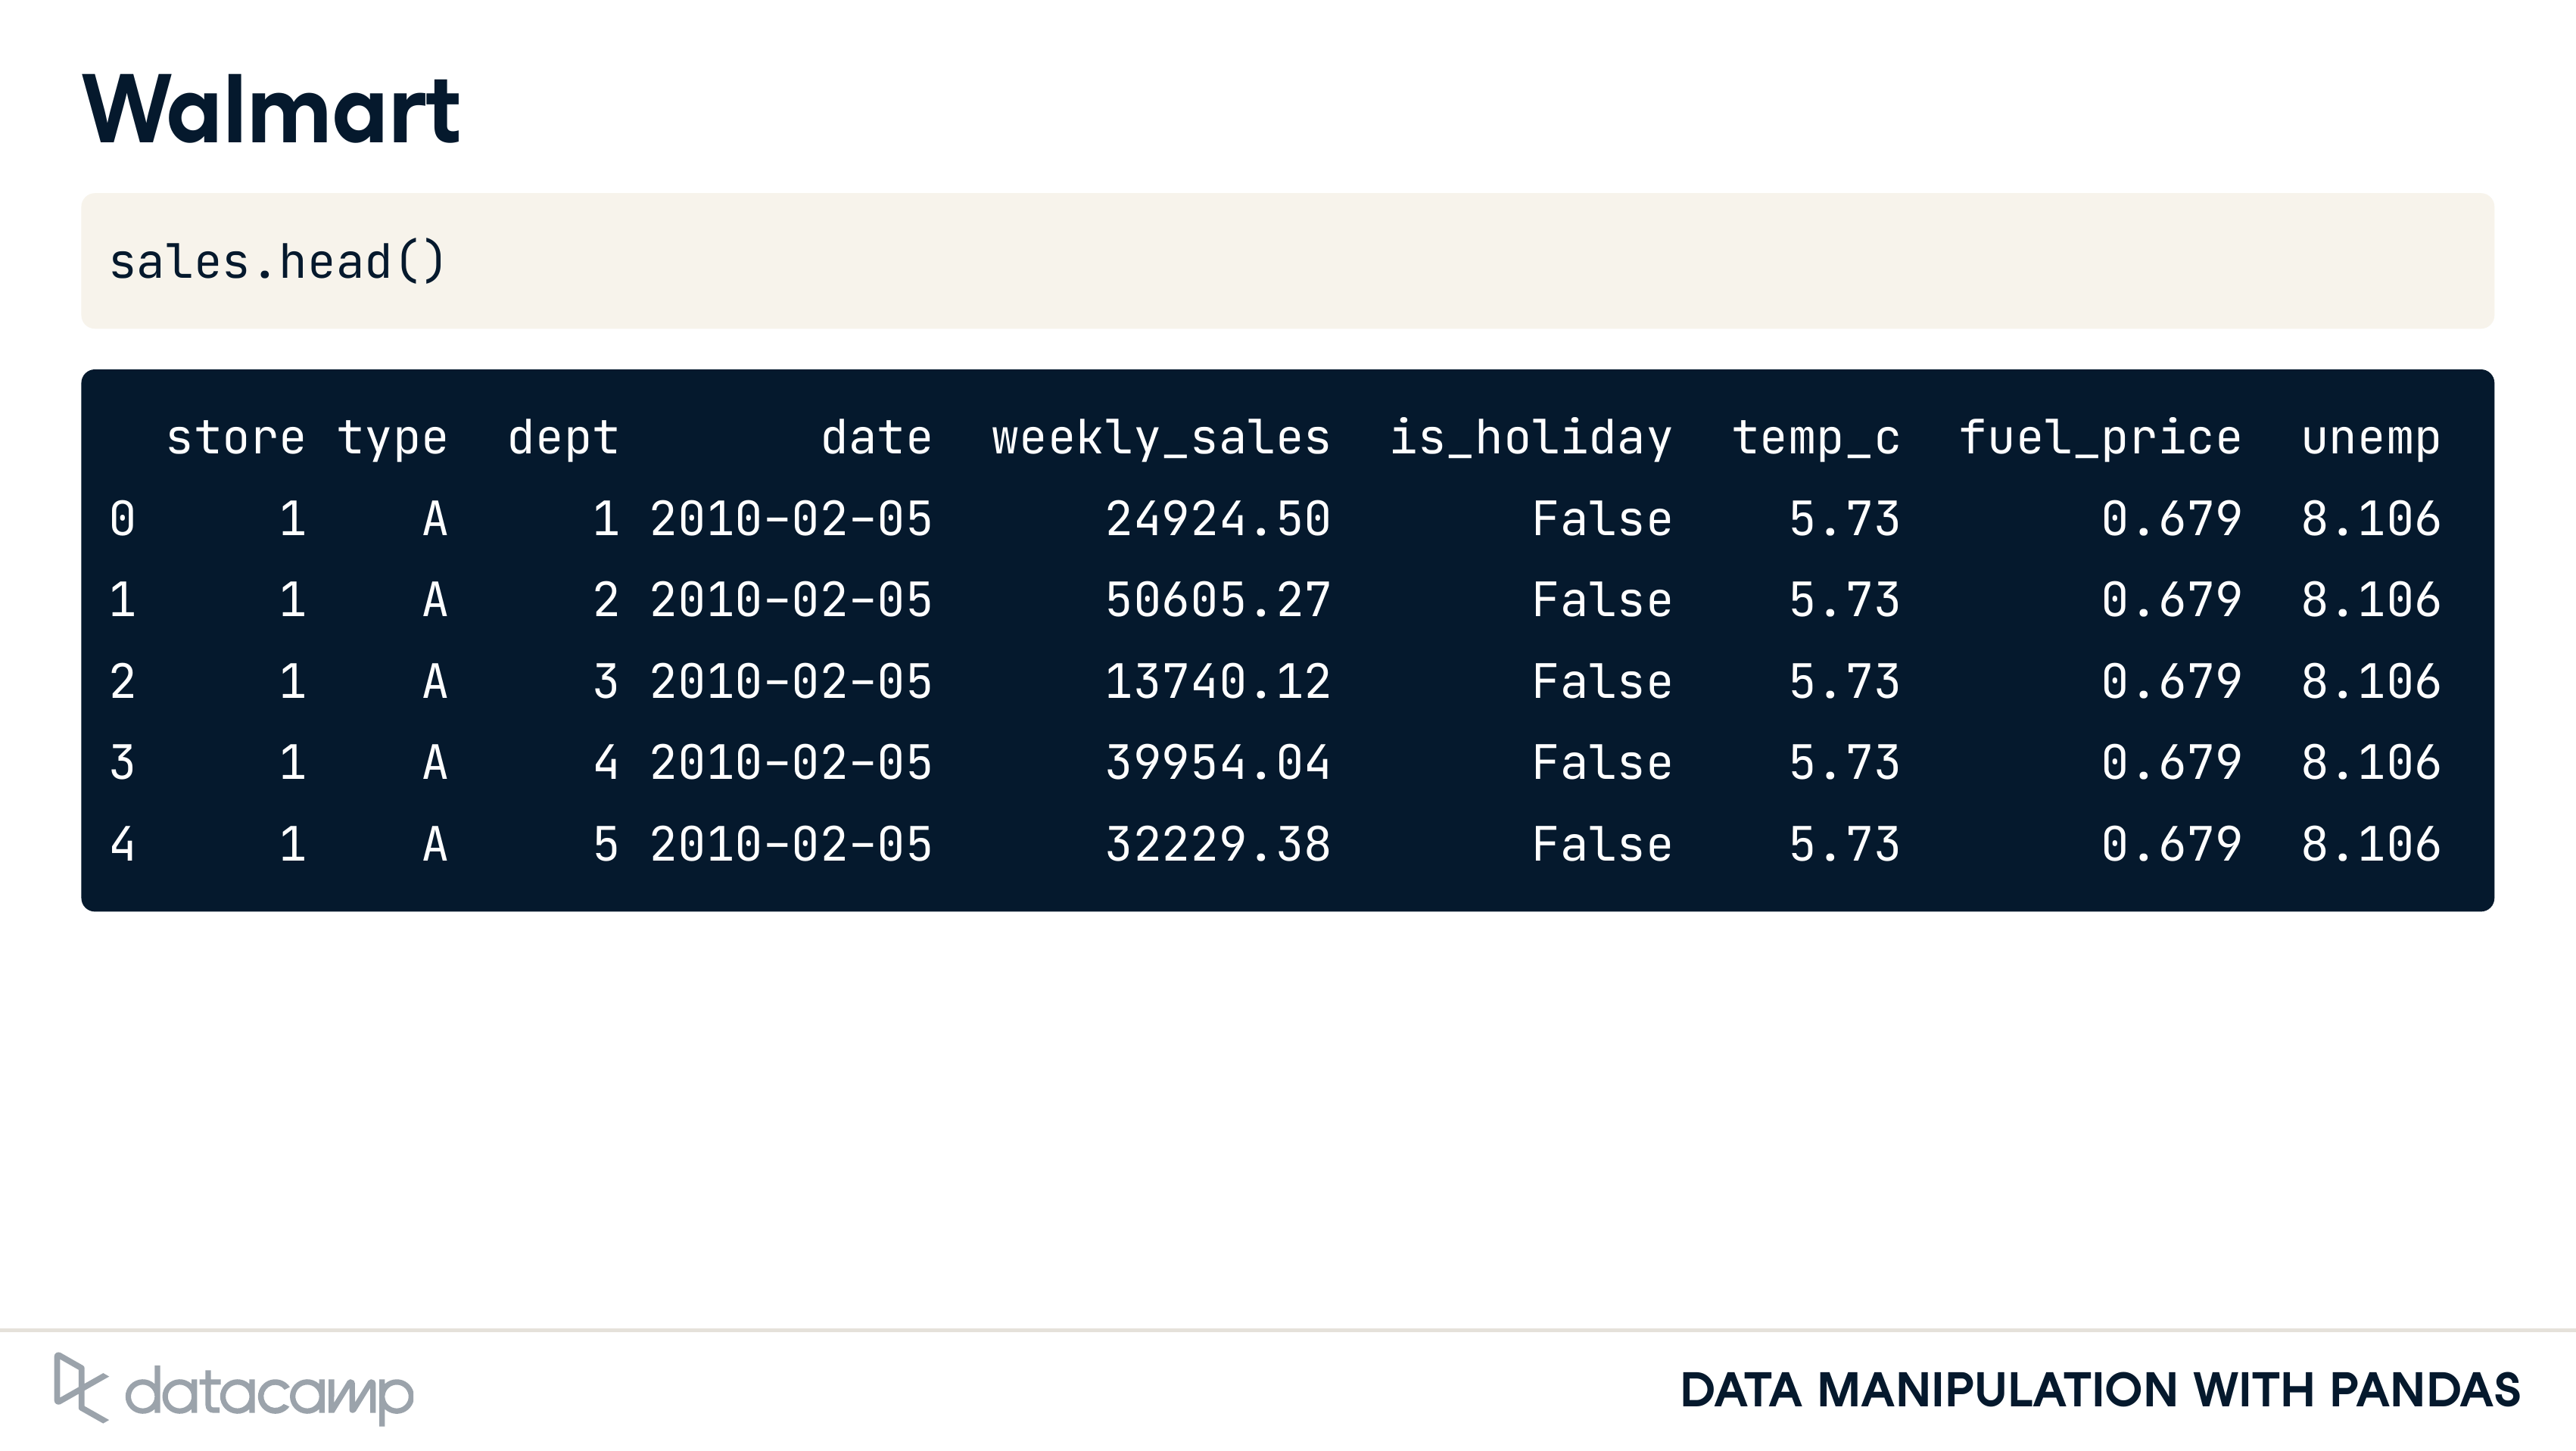 Walmart
sales.head()
store type dept date weekly_sales is_holiday temp_c fuel_price unemp
0 1 A 1 2010-02-05 24924.50 False 5.73 0.679 8.106
1 1 A 2 2010-02-05 50605.27 False 5.73 0.679 8.106
2 1 A 3 2010-02-05 13740.12 False 5.73 0.679 8.106
3 1 A 4 2010-02-05 39954.04 False 5.73 0.679 8.106
4 1 A 5 2010-02-05 32229.38 False 5.73 0.679 8.106
datacamp
DATA MANIPULATION WITH PANDAS